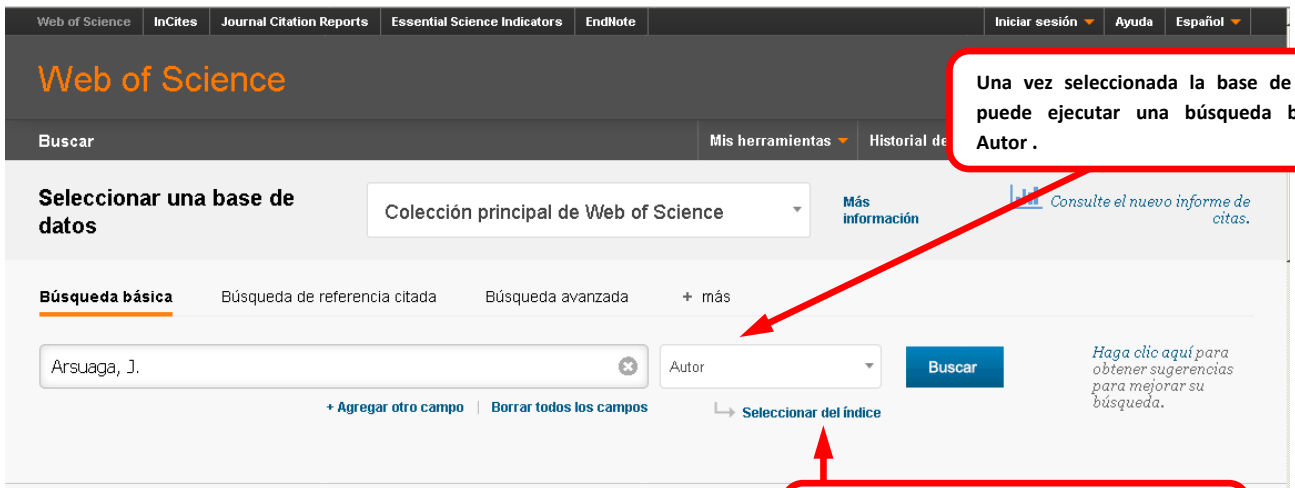 Web of Science InCites Journal Citation Reports Essential Science Indicators EndNote Iniciar sesión Ayuda Español
Web of Science
Una vez seleccionada la base de
puede ejecutar una búsqueda
Autor .
Buscar Mis herramientas Historial de
Seleccionar una base de
datos
Colección principal de Web of Science
Más
información
Consulte el nuevo informe de
citas.
Búsqueda básica Búsqueda de referencia citada Búsqueda avanzada + más
Arsuaga, J. Autor Buscar
Haga clic aquí para
obtener sugerencias
para mejorar su
búsqueda.
+ Agregar otro campo | Borrar todos los campos Seleccionar del índice